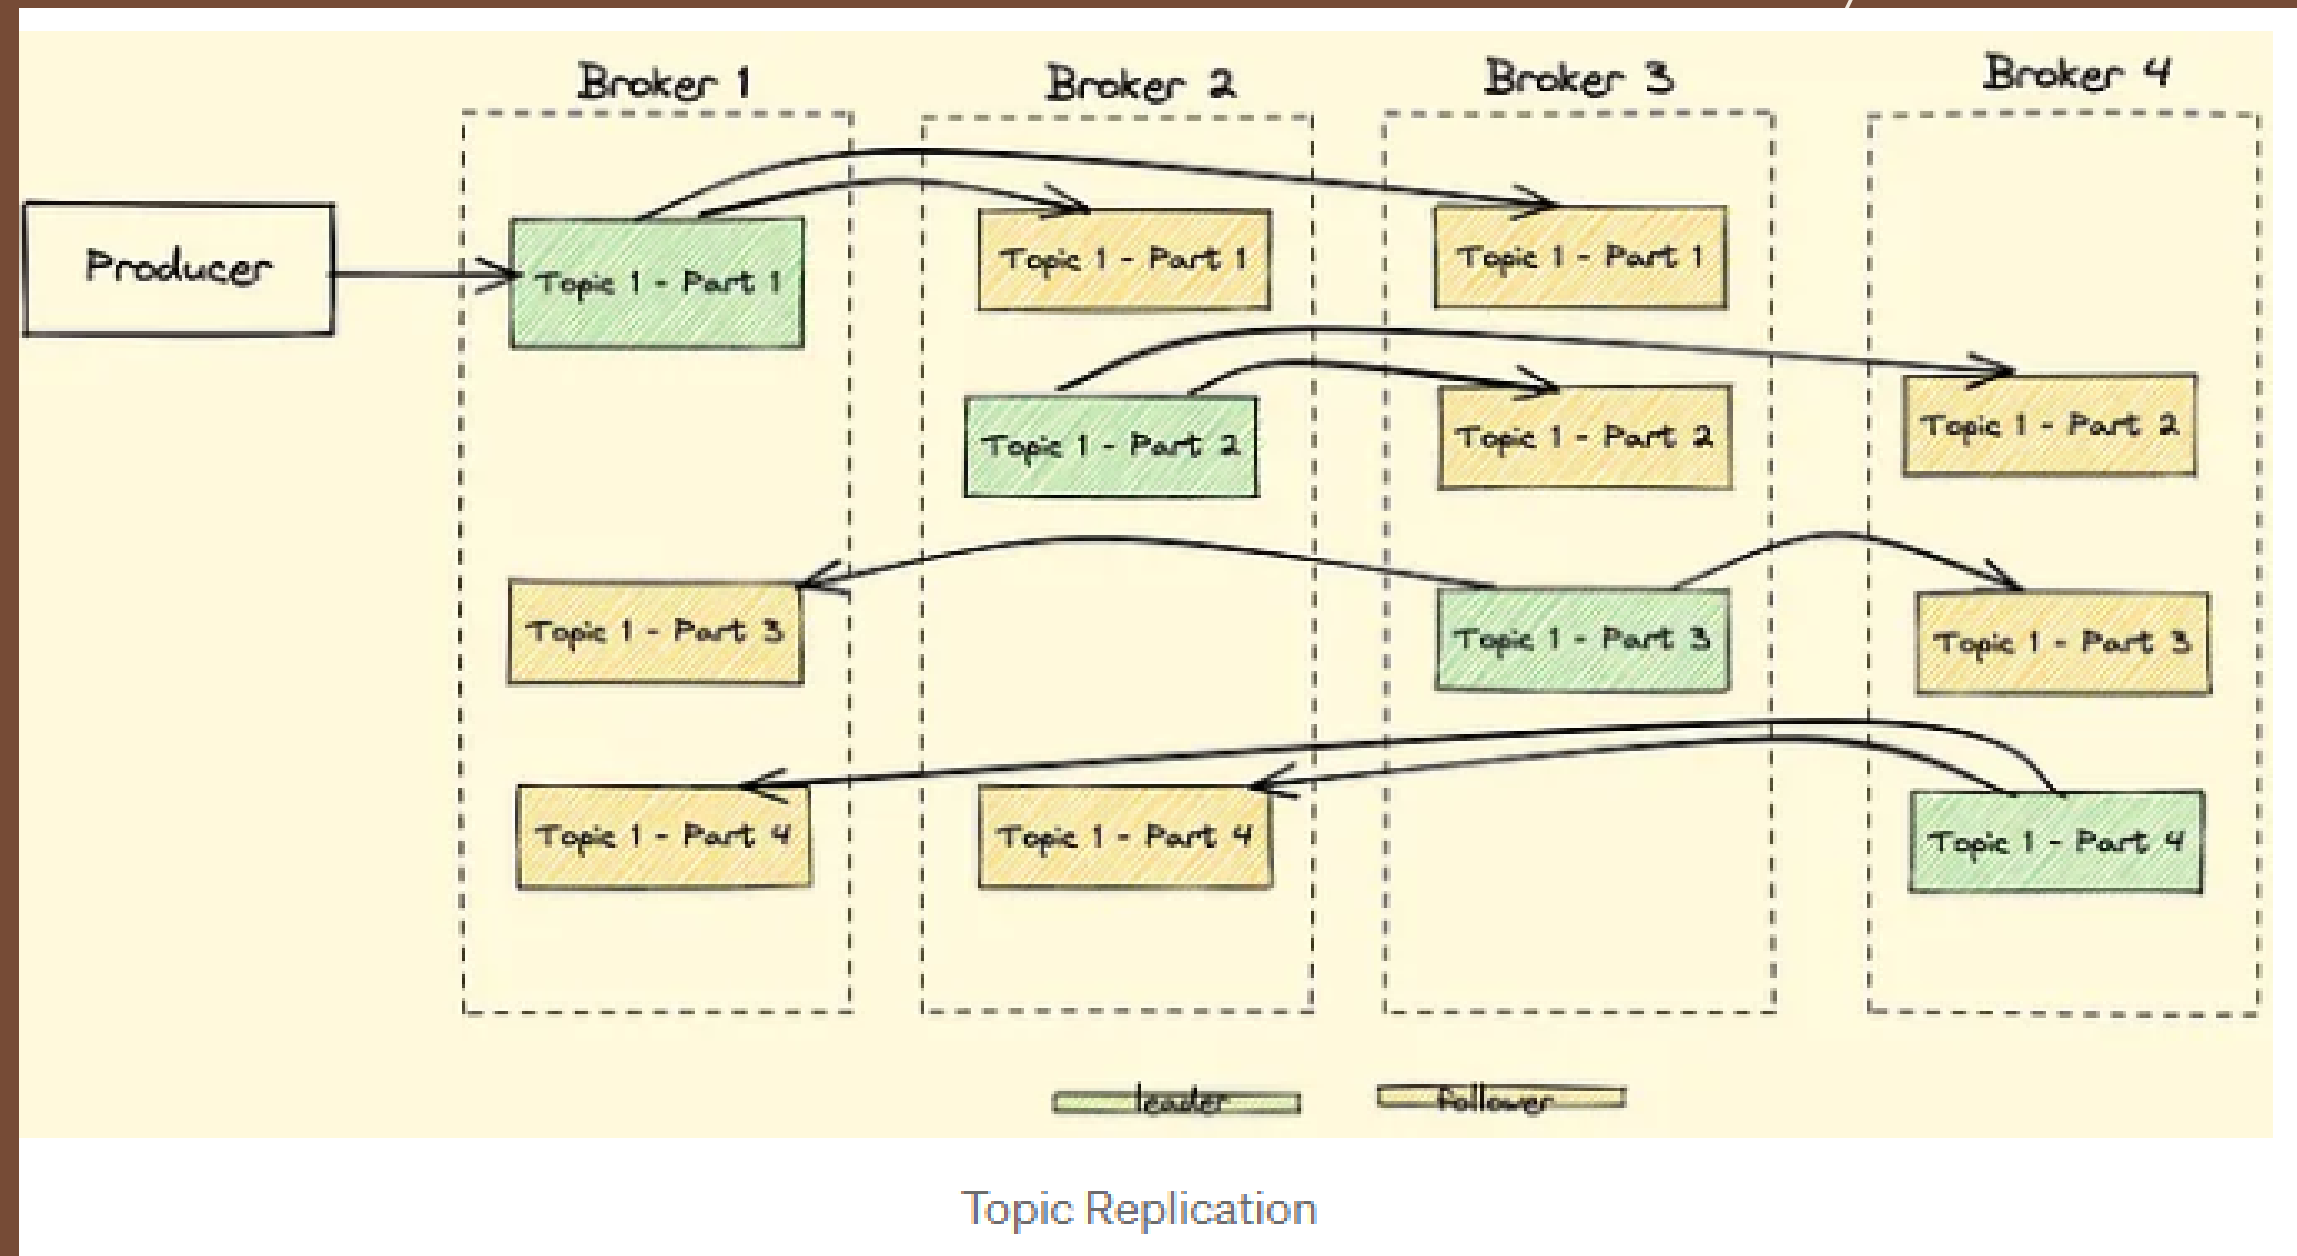 Broker 1
Broker 2
Broker 3
Broker 4
Producer
Topic 1 - Part 1
Topic 1 - Part 1
Topic 1 - Part 1
Topic 1 - Part 2
Topic 1 - Part 2
Topic 1 - Part 2
Topic 1 - Part 3
Topic 1 - Part 3
Topic 1 - Part 3
Topic 1 - Part 4
Topic 1 - Part 4
Topic 1 - Part 4
leader
follower
Topic Replication